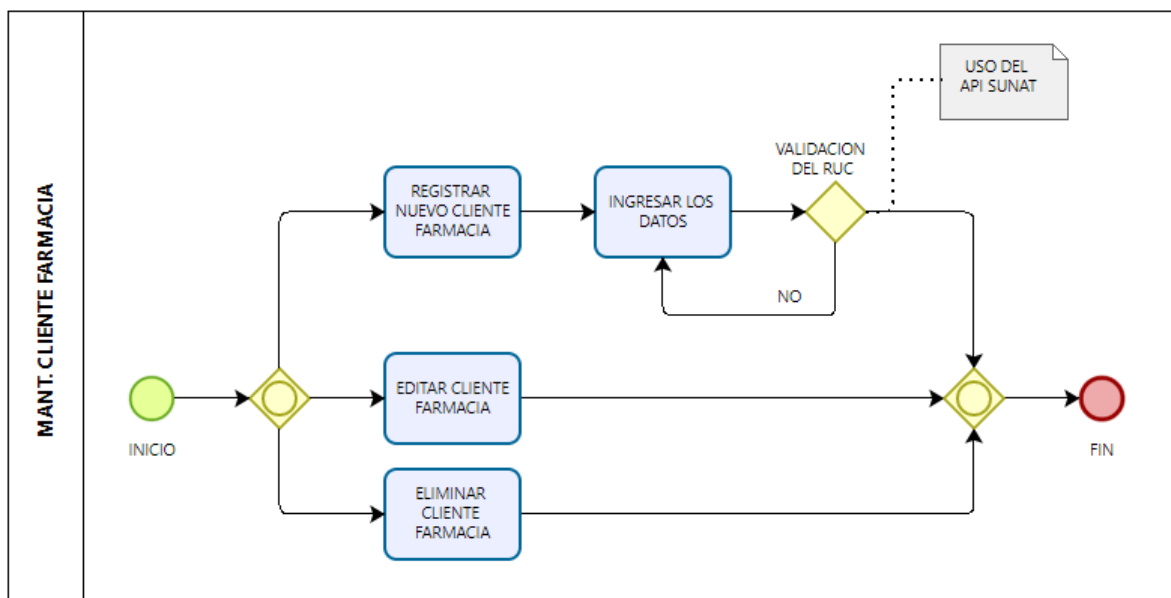 MANT. CLIENTE FARMACIA
USO DEL
API SUNAT
VALIDACION
DEL RUC
REGISTRAR
NUEVO CLIENTE
FARMACIA
INGRESAR LOS
DATOS
NO
EDITAR CLIENTE
FARMACIA
INICIO
FIN
ELIMINAR
CLIENTE
FARMACIA